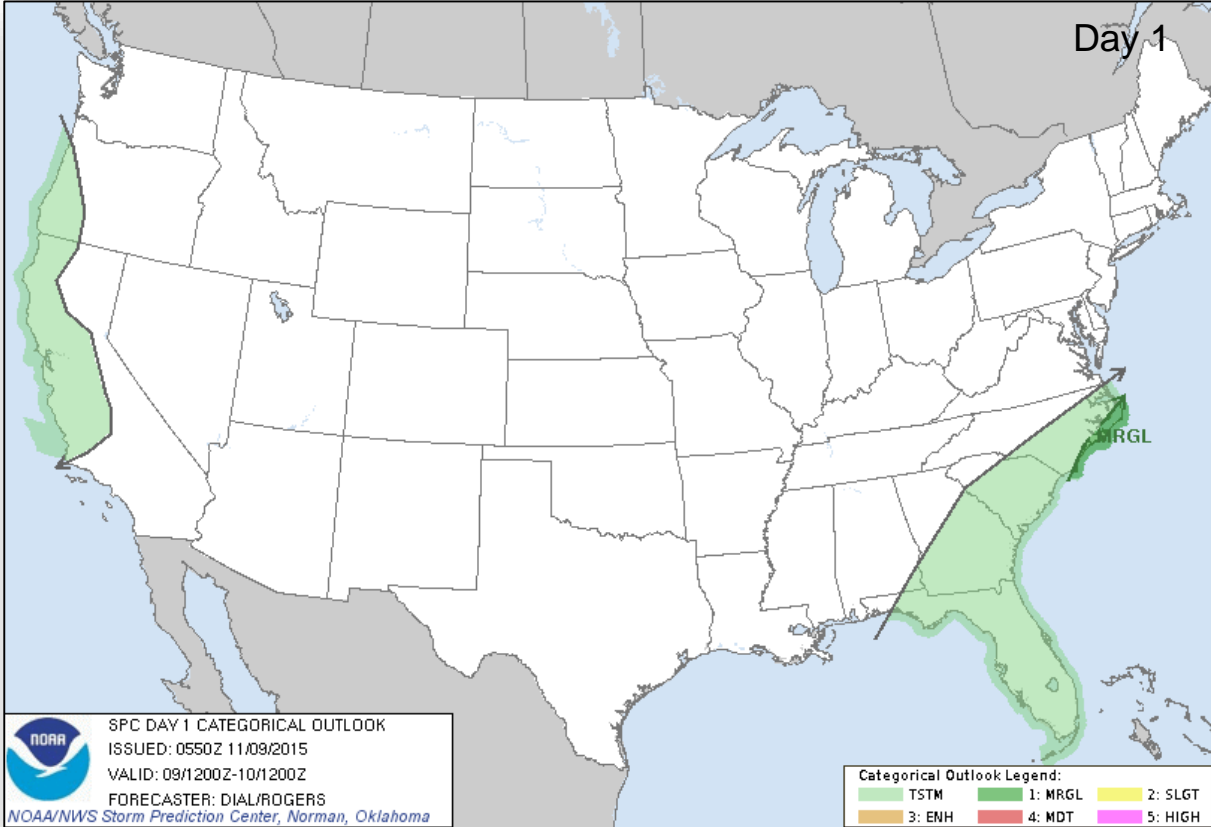 Day 1
MRGL
NOAA
SPC DAY 1 CATEGORICAL OUTLOOK
ISSUED: 0550Z 11/09/2015
VALID: 09/1200Z-10/1200Z
FORECASTER: DIAL/ROGERS
NOAA/NWS Storm Prediction Center, Norman, Oklahoma
Categorical Outlook Legend:
TSTM 1: MRGL 2: SLGT
3: ENH 4: MDT 5: HIGH